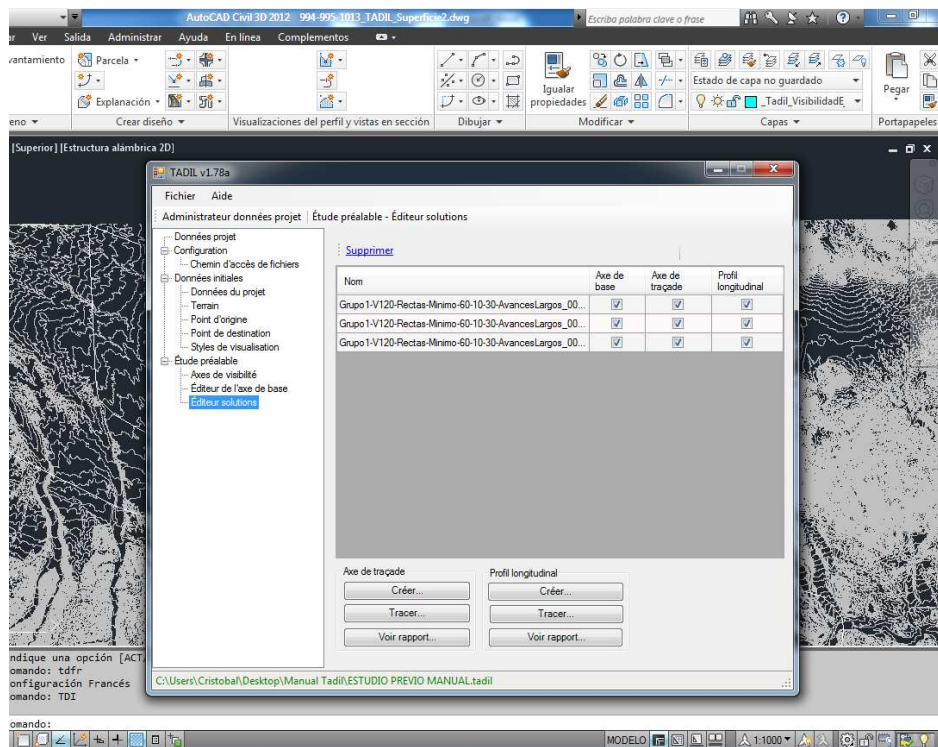 AutoCAD Civil 3D 2012 994-995-1013_TADIL_Superficie2.dwg
Escriba palabra clave o frase
Ver Salida Administrar Ayuda En línea Complementos
Parcela
Explanación
Igualar propiedades
Estado de capa no guardado
_Tadil_VisibilidadE
Pegar
Crear diseño
Visualizaciones del perfil y vistas en sección
Dibujar
Modificar
Capas
Portapapeles
[Superior] [Estructura alámbrica 2D]
TADIL v1.78a
Fichier Aide
Administrateur données projet Étude préalable - Éditeur solutions
Données projet
Configuration
Chemin d'accès de fichiers
Données initiales
Données du projet
Terrain
Point d'origine
Point de destination
Styles de visualisation
Étude préalable
Axes de visibilité
Éditeur de l'axe de base
Éditeur solutions
Supprimer
Nom Axe de base Axe de traçade Profil longitudinal
Grupo1-V120-Rectas-Minimo-60-10-30-AvancesLargos_00...
Grupo1-V120-Rectas-Minimo-60-10-30-AvancesLargos_00...
Grupo1-V120-Rectas-Minimo-60-10-30-AvancesLargos_00...
Axe de traçade
Créer...
Tracer...
Voir rapport...
Profil longitudinal
Créer...
Tracer...
Voir rapport...
C:\Users\Cristobal\Desktop\Manual Tadil\ESTUDIO PREVIO MANUAL.tadil
ndique una opción [ACT/
omando: tdfr
onfiguración Francés
omando: TDI
omando:
MODELO
1:1000